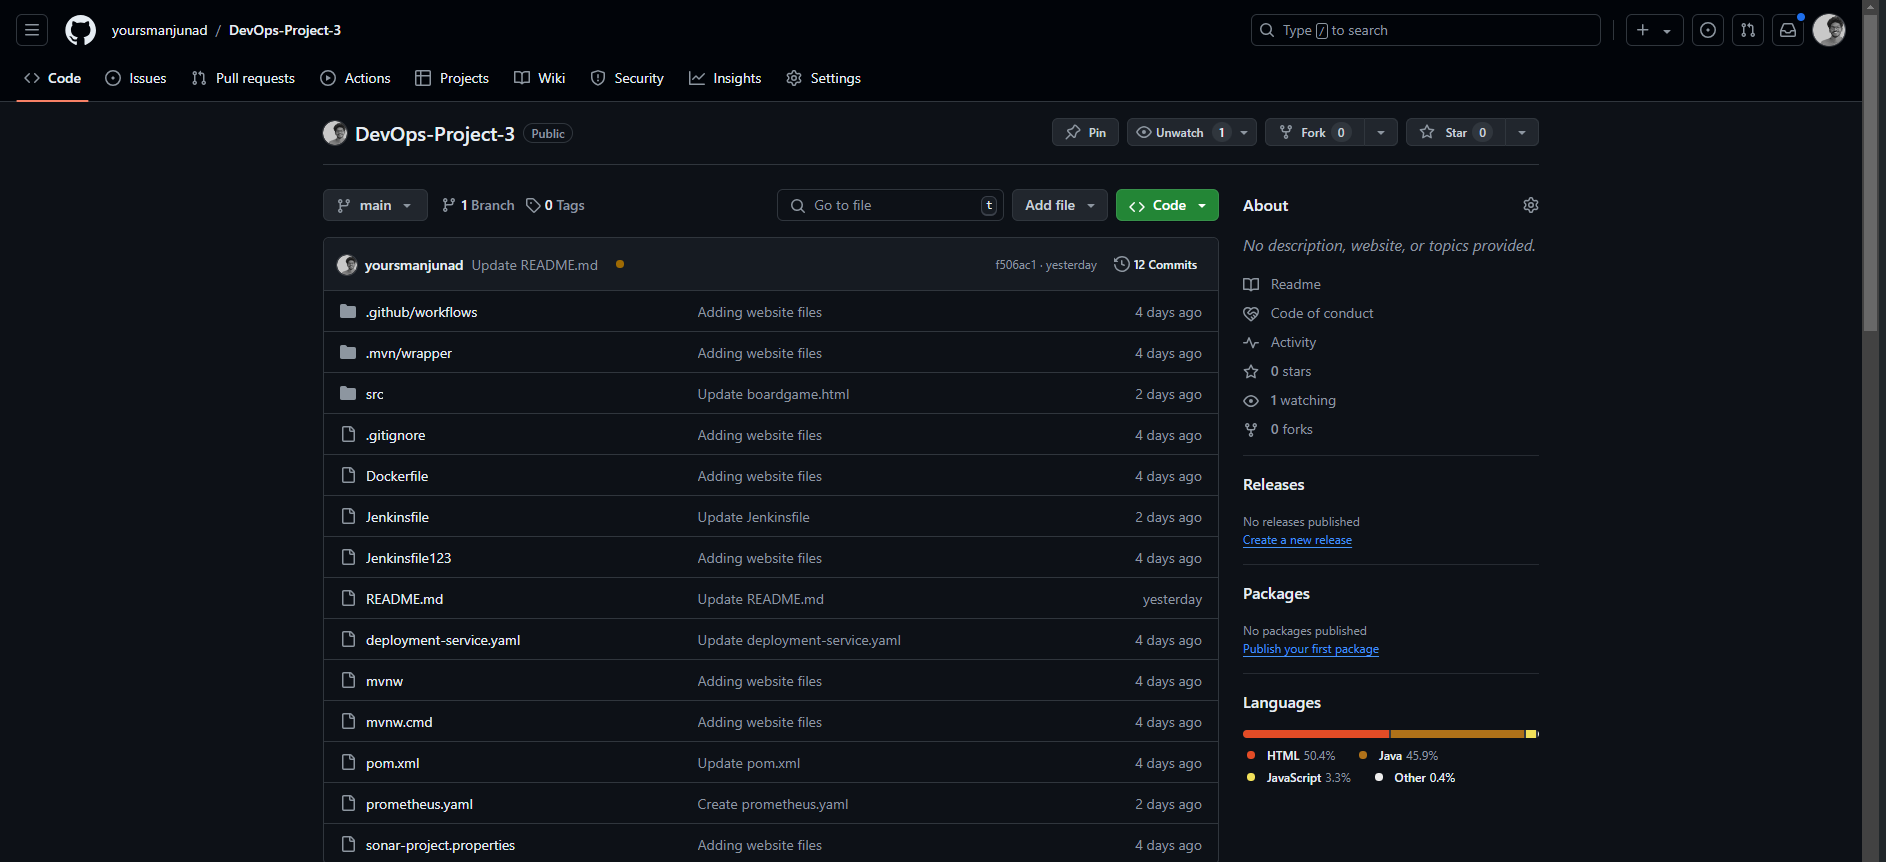 yoursmanjunad / DevOps-Project-3
Type / to search
Code Issues Pull requests Actions Projects Wiki Security Insights Settings
DevOps-Project-3 Public
Pin Unwatch 1 Fork 0 Star 0
main 1 Branch 0 Tags Go to file t Add file Code
yoursmanjunad Update README.md f506ac1 · yesterday 12 Commits
.github/workflows Adding website files 4 days ago
.mvn/wrapper Adding website files 4 days ago
src Update boardgame.html 2 days ago
.gitignore Adding website files 4 days ago
Dockerfile Adding website files 4 days ago
Jenkinsfile Update Jenkinsfile 2 days ago
Jenkinsfile123 Adding website files 4 days ago
README.md Update README.md yesterday
deployment-service.yaml Update deployment-service.yaml 4 days ago
mvnw Adding website files 4 days ago
mvnw.cmd Adding website files 4 days ago
pom.xml Update pom.xml 4 days ago
prometheus.yaml Create prometheus.yaml 2 days ago
sonar-project.properties Adding website files 4 days ago
About
No description, website, or topics provided.
Readme
Code of conduct
Activity
0 stars
1 watching
0 forks
Releases
No releases published
Create a new release
Packages
No packages published
Publish your first package
Languages
HTML 50.4% Java 45.9%
JavaScript 3.3% Other 0.4%